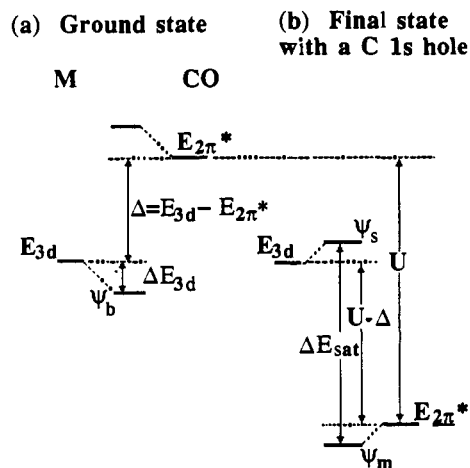 (a) Ground state
(b) Final state
with a C 1s hole
M CO
E2π*
Δ=E3d− E2π*
E3d
ΔE3d
Ψb
E3d
Ψs
U
U-Δ
ΔEsat
E2π*
Ψm